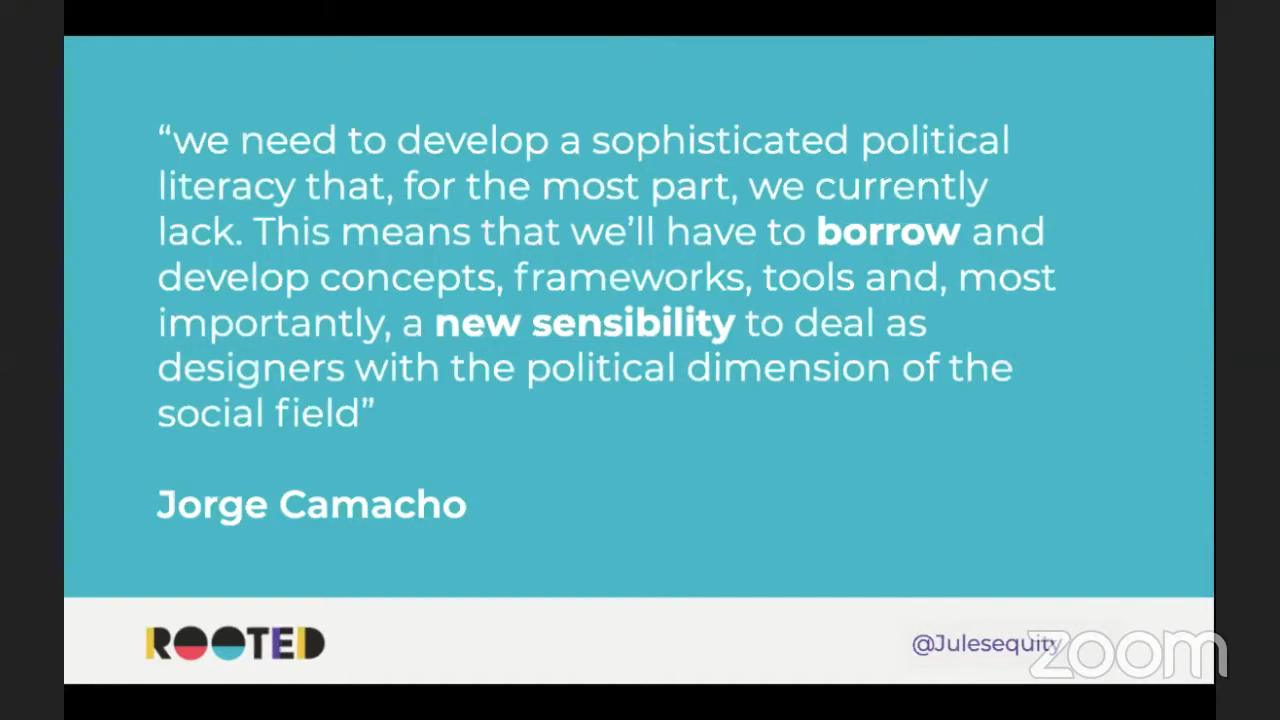 “we need to develop a sophisticated political
literacy that, for the most part, we currently
lack. This means that we’ll have to borrow and
develop concepts, frameworks, tools and, most
importantly, a new sensibility to deal as
designers with the political dimension of the
social field”
Jorge Camacho
ROOTED
@Julesequity
zoom